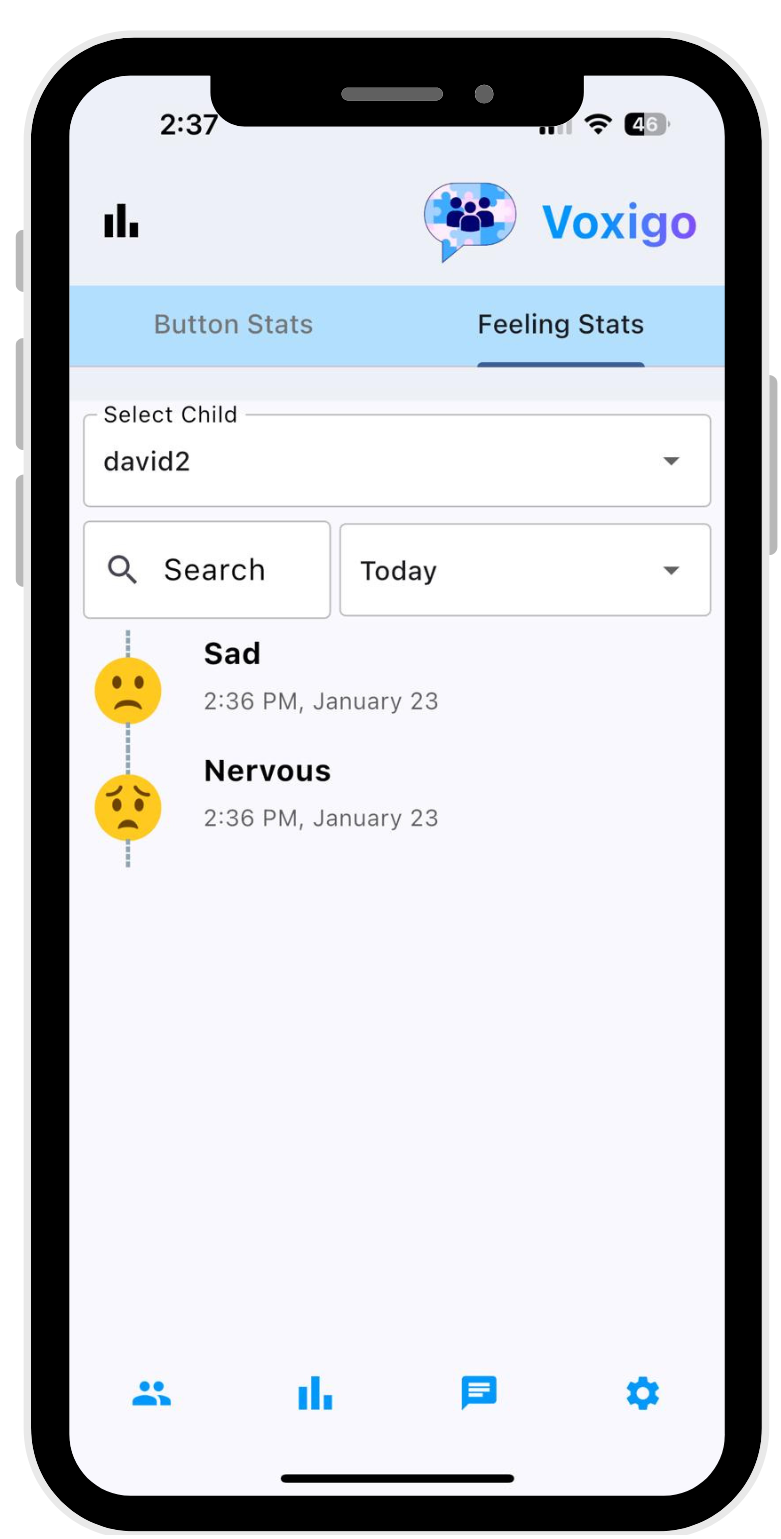 2:37
46
Voxigo
Button Stats
Feeling Stats
Select Child
david2
Search
Today
Sad
2:36 PM, January 23
Nervous
2:36 PM, January 23